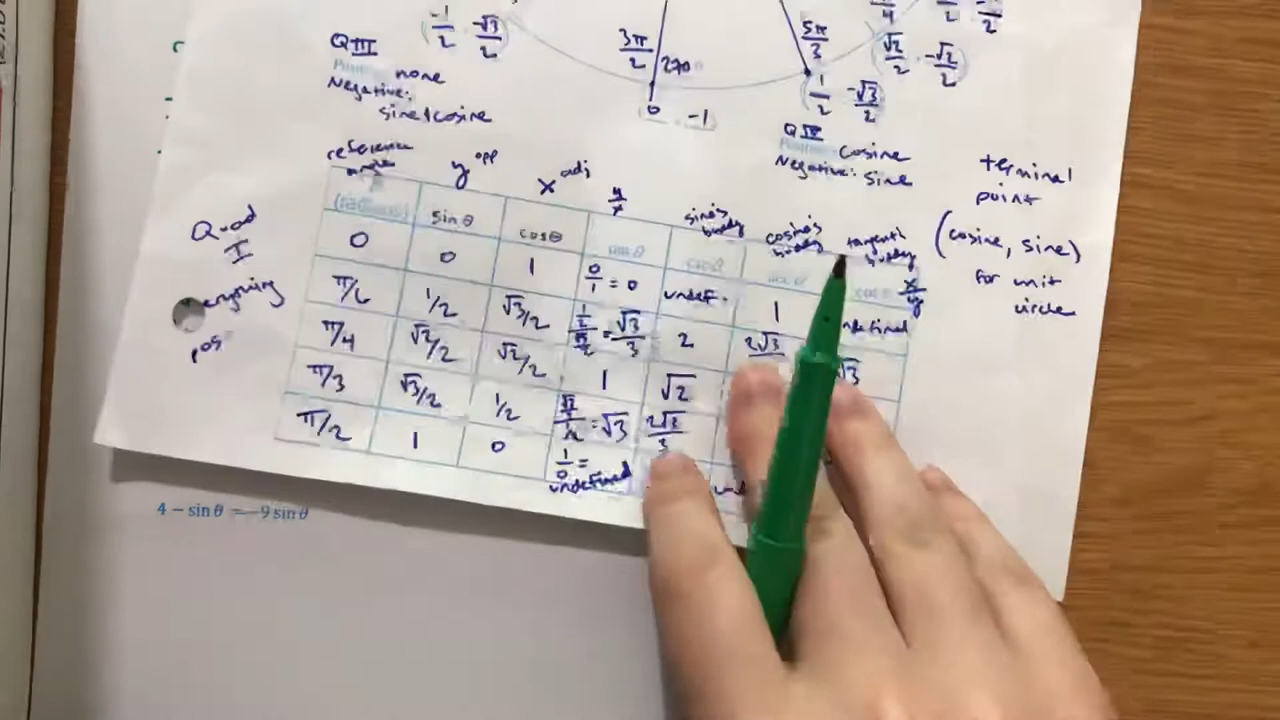 -1/2 -√3/2
QIII
none
Negative:
sine & cosine
3π/2 270
0 -1
5π/3
1/2 -√3/2
√2/2 -√2/2
QIV
cosine
Negative: sine
terminal
point
(cosine, sine)
for unit
circle
Quad
I
pos
reference
angle
y opp
x adj
y/x
sine's
buddy
cosine's
buddy
tangent's
buddy
(radians) sin θ cos θ x/y
0 0 1 0/1 = 0 undef. 1
π/6 1/2 √3/2 = √3/3 2 2√3
π/4 √2/2 √2/2 1 √2
π/3 √3/2 1/2 = √3 2√3/3
π/2 1 0 1/0 = undefined
4 − sin θ = −9 sin θ